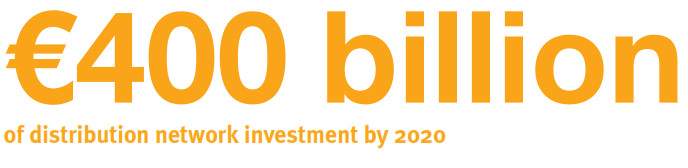 €400 billion
of distribution network investment by 2020